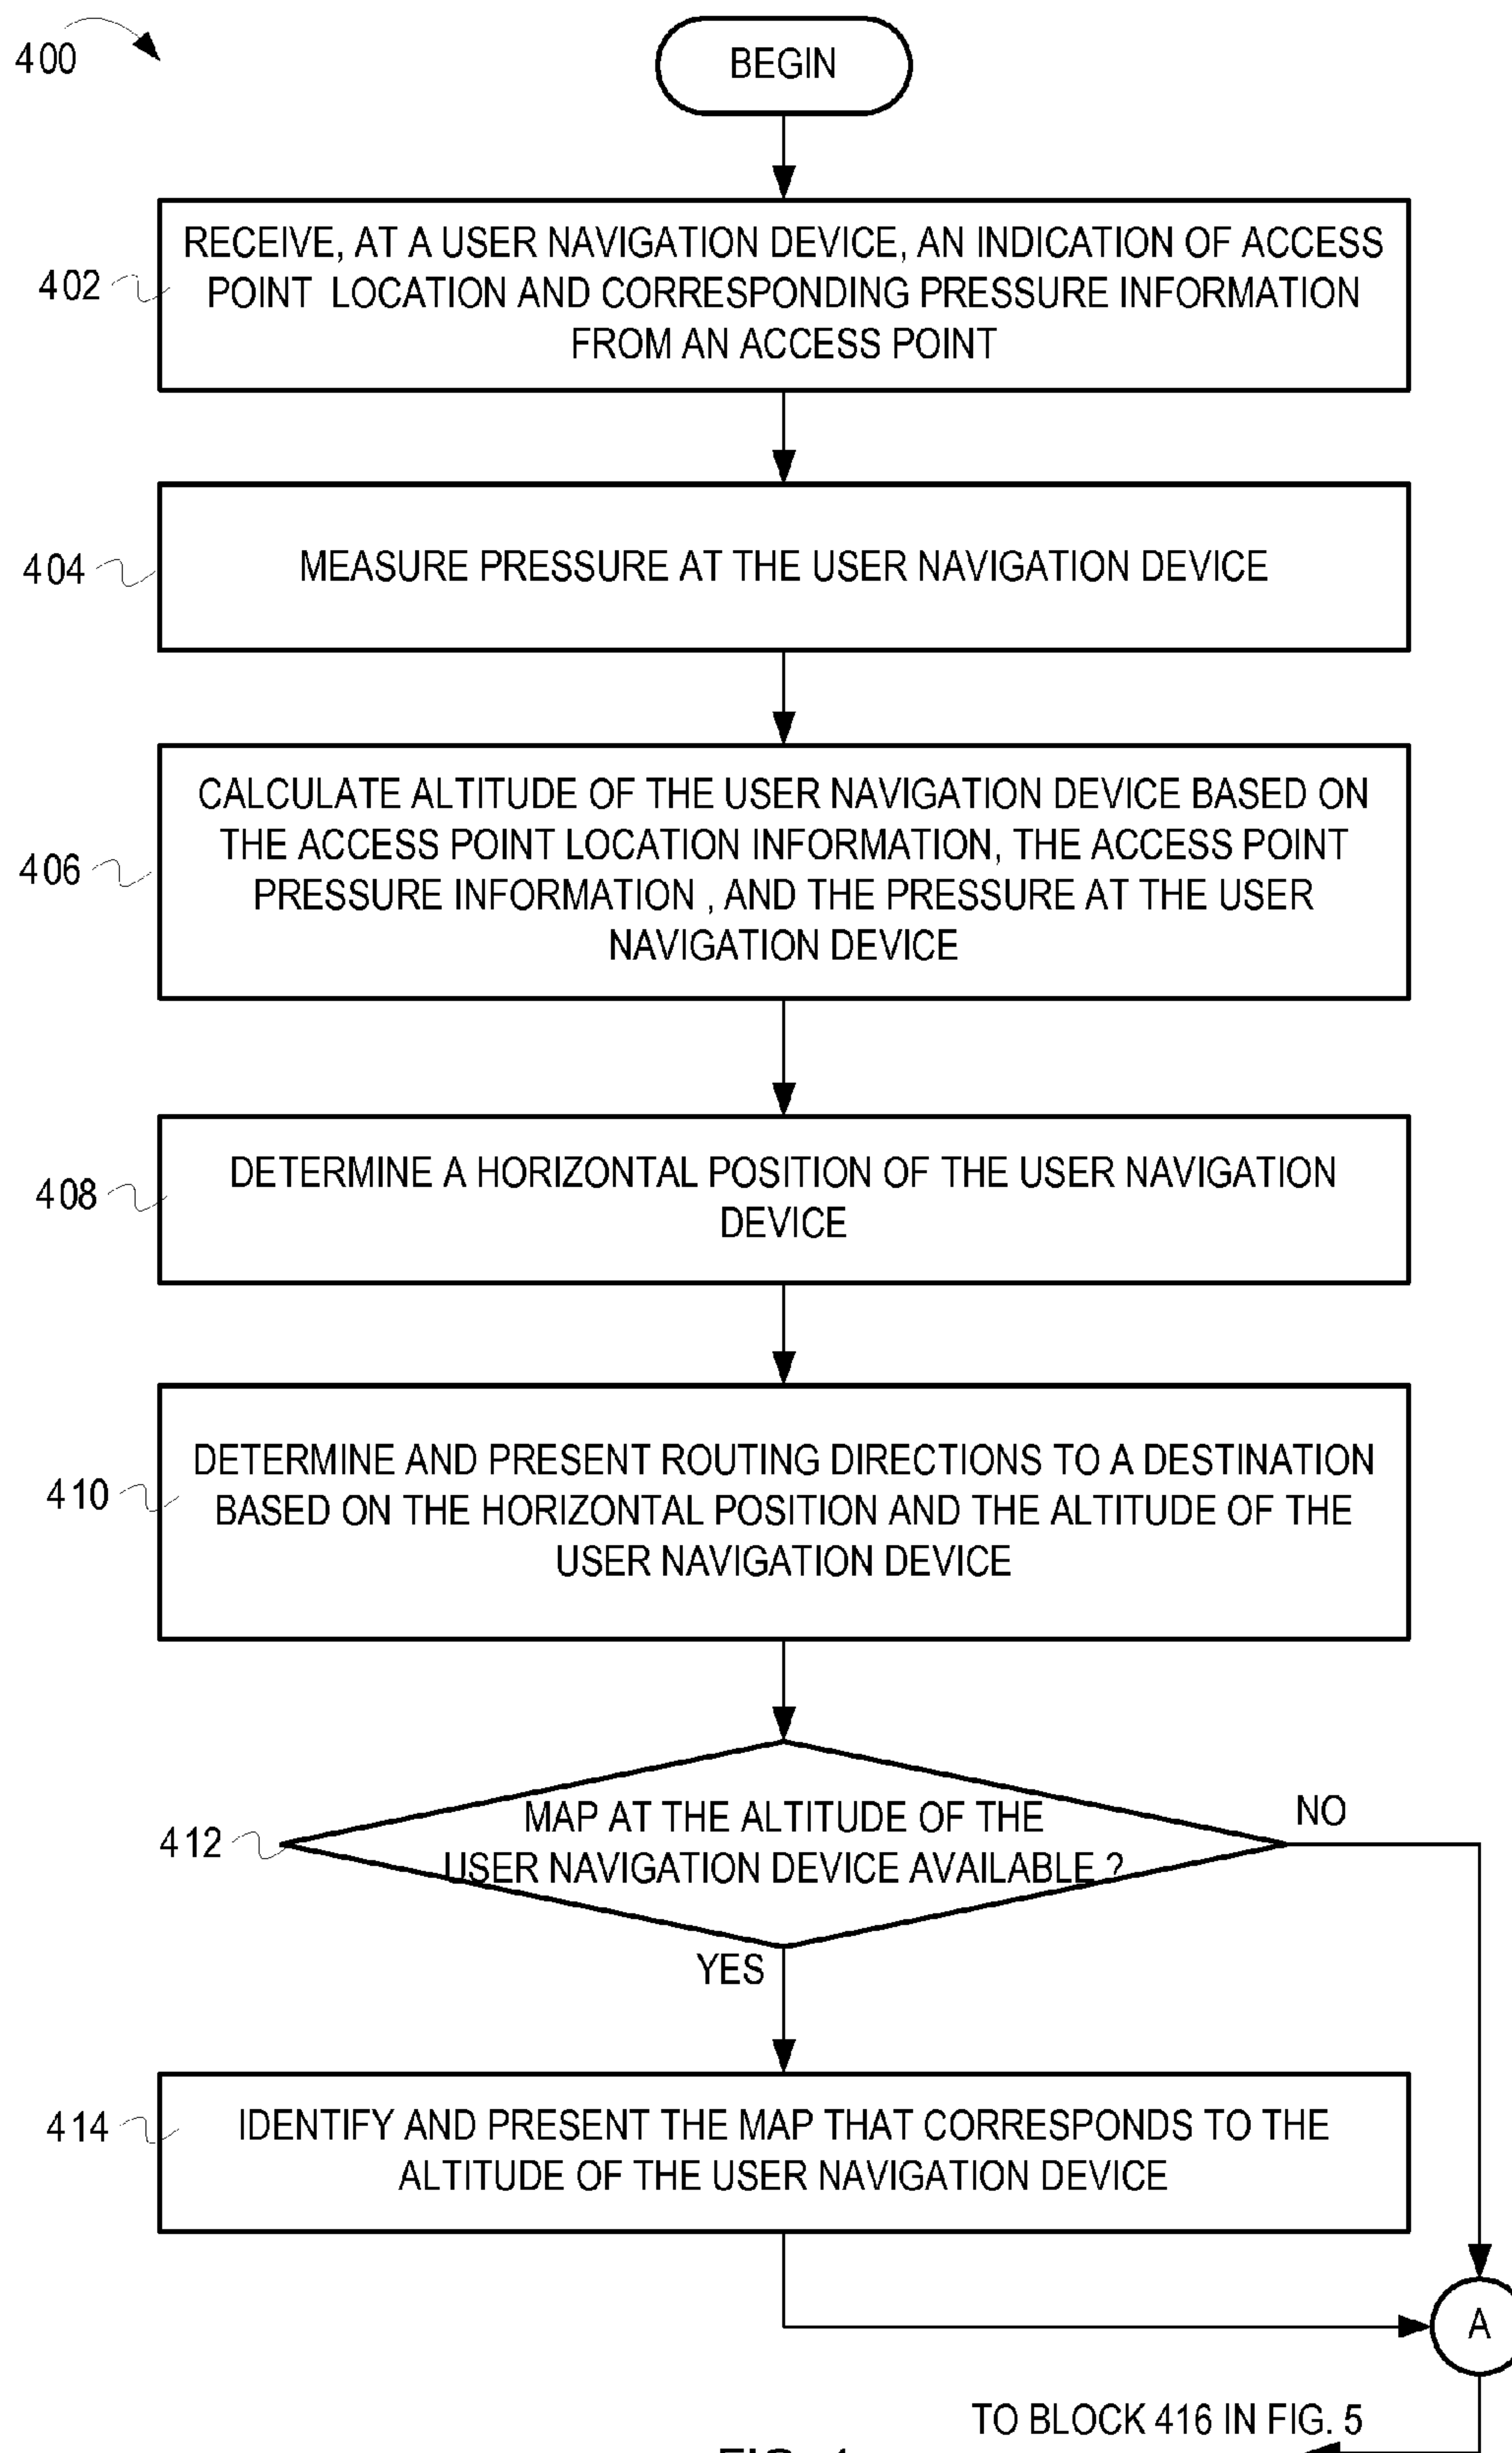 400
BEGIN
402
RECEIVE, AT A USER NAVIGATION DEVICE, AN INDICATION OF ACCESS
POINT LOCATION AND CORRESPONDING PRESSURE INFORMATION
FROM AN ACCESS POINT
404
MEASURE PRESSURE AT THE USER NAVIGATION DEVICE
406
CALCULATE ALTITUDE OF THE USER NAVIGATION DEVICE BASED ON
THE ACCESS POINT LOCATION INFORMATION, THE ACCESS POINT
PRESSURE INFORMATION , AND THE PRESSURE AT THE USER
NAVIGATION DEVICE
408
DETERMINE A HORIZONTAL POSITION OF THE USER NAVIGATION
DEVICE
410
DETERMINE AND PRESENT ROUTING DIRECTIONS TO A DESTINATION
BASED ON THE HORIZONTAL POSITION AND THE ALTITUDE OF THE
USER NAVIGATION DEVICE
412
MAP AT THE ALTITUDE OF THE
USER NAVIGATION DEVICE AVAILABLE ?
NO
YES
414
IDENTIFY AND PRESENT THE MAP THAT CORRESPONDS TO THE
ALTITUDE OF THE USER NAVIGATION DEVICE
A
TO BLOCK 416 IN FIG. 5